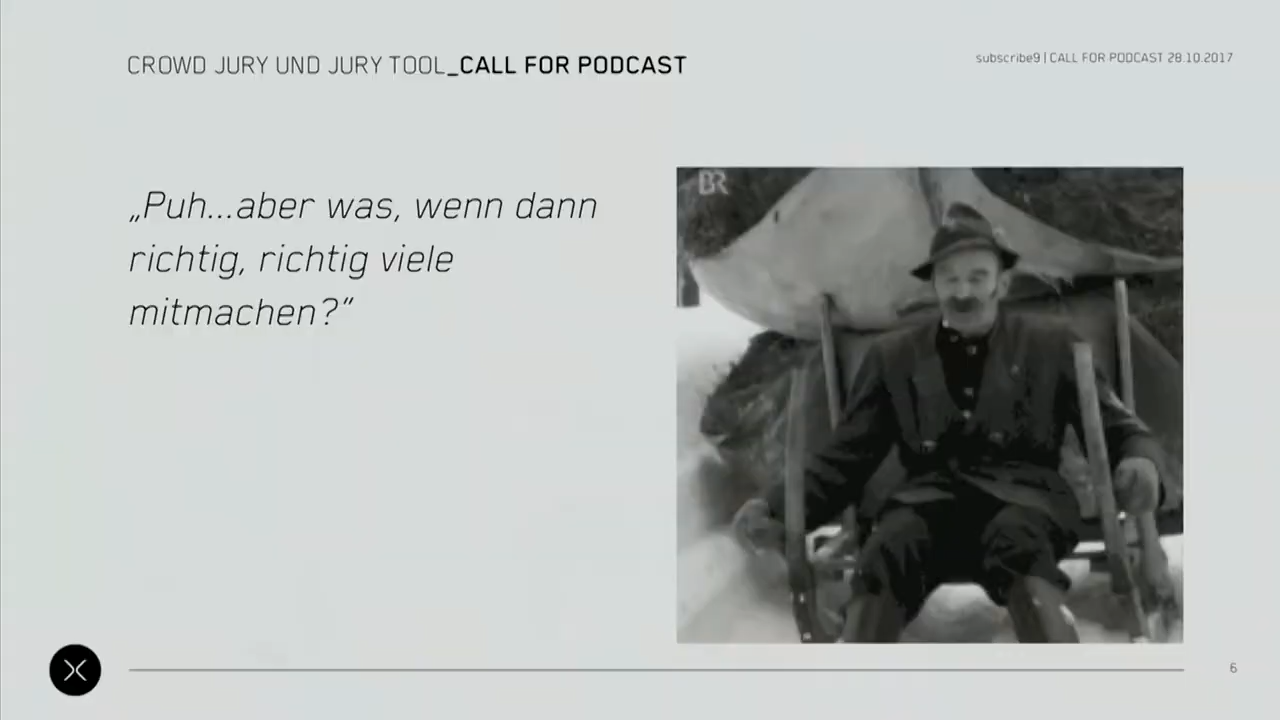 CROWD JURY UND JURY TOOL_CALL FOR PODCAST
subscribe9 | CALL FOR PODCAST 28.10.2017
„Puh...aber was, wenn dann
richtig, richtig viele
mitmachen?“
BR
6